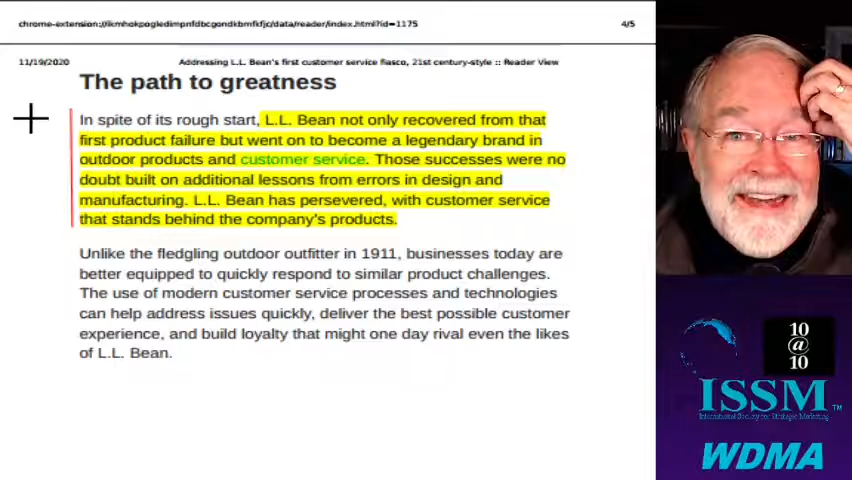 chrome-extension://ikmhokpogledimpnfdbcgondkbmfkfjc/data/reader/index.html?id=1175
4/5
11/19/2020
Addressing L.L. Bean's first customer service fiasco, 21st century-style :: Reader View
The path to greatness
In spite of its rough start, L.L. Bean not only recovered from that
first product failure but went on to become a legendary brand in
outdoor products and customer service. Those successes were no
doubt built on additional lessons from errors in design and
manufacturing. L.L. Bean has persevered, with customer service
that stands behind the company's products.
Unlike the fledgling outdoor outfitter in 1911, businesses today are
better equipped to quickly respond to similar product challenges.
The use of modern customer service processes and technologies
can help address issues quickly, deliver the best possible customer
experience, and build loyalty that might one day rival even the likes
of L.L. Bean.
10
@
10
ISSM™
International Society for Strategic Marketing
WDMA